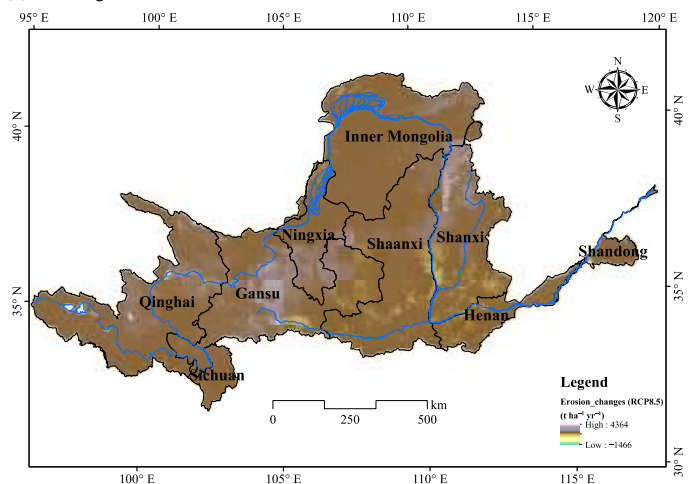 95° E 100° E 105° E 110° E 115° E 120° E
N
W E
S
40° N 40° N
Inner Mongolia
Ningxia
Shaanxi Shanxi
Shandong
Qinghai Gansu
35° N 35° N
Henan
Sichuan
Legend
Erosion_changes (RCP8.5)
(t ha⁻¹ yr⁻¹)
High : 4364
Low : −1466
km
0 250 500
30° N
100° E 105° E 110° E 115° E